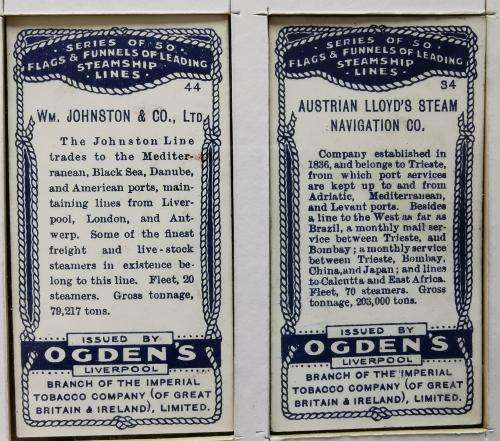 SERIES OF 50
FLAGS & FUNNELS OF LEADING
STEAMSHIP
LINES
44
WM. JOHNSTON & CO., LTD.
The Johnston Line
trades to the Mediter-
ranean, Black Sea, Danube,
and American ports, main-
taining lines from Liver-
pool, London, and Ant-
werp. Some of the finest
freight and live-stock
steamers in existence be-
long to this line. Fleet, 20
steamers. Gross tonnage,
79,217 tons.
ISSUED BY
OGDEN'S
LIVERPOOL
BRANCH OF THE IMPERIAL
TOBACCO COMPANY (OF GREAT
BRITAIN & IRELAND), LIMITED.
SERIES OF 50
FLAGS & FUNNELS OF LEADING
STEAMSHIP
LINES
34
AUSTRIAN LLOYD'S STEAM
NAVIGATION CO.
Company established in
1836, and belongs to Trieste,
from which port services
are kept up to and from
Adriatic, Mediterranean,
and Levant ports. Besides
a line to the West as far as
Brazil, a monthly mail ser-
vice between Trieste, and
Bombay; a monthly service
between Trieste, Bombay,
China, and Japan; and lines
to Calcutta and East Africa.
Fleet, 70 steamers. Gross
tonnage, 203,000 tons.
ISSUED BY
OGDEN'S
LIVERPOOL
BRANCH OF THE IMPERIAL
TOBACCO COMPANY (OF GREAT
BRITAIN & IRELAND), LIMITED.